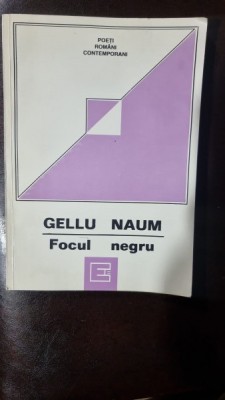 POEȚI
ROMÂNI
CONTEMPORANI
GELLU NAUM
Focul negru
E